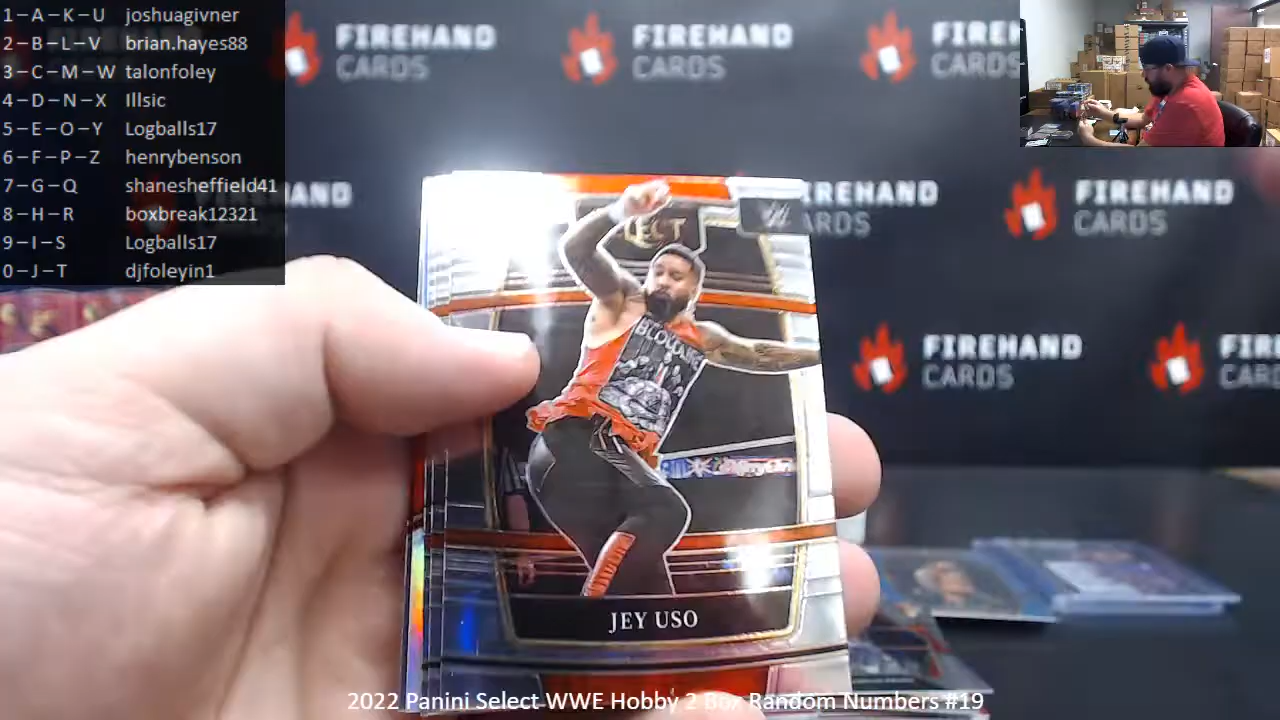 1-A-K-U joshuagivner
2-B-L-V brian.hayes88
3-C-M-W talonfoley
4-D-N-X Illsic
5-E-O-Y Logballs17
6-F-P-Z henrybenson
7-G-Q shanesheffield41
8-H-R boxbreak12321
9-I-S Logballs17
0-J-T djfoleyin1
FIREHAND CARDS
FIREHAND CARDS
FIRE
CARDS
FIREHAND CARDS
FIREHAND CARDS
FIREHAND
CARDS
LECT
JEY USO
2022 Panini Select WWE Hobby 2 Box Random Numbers #19